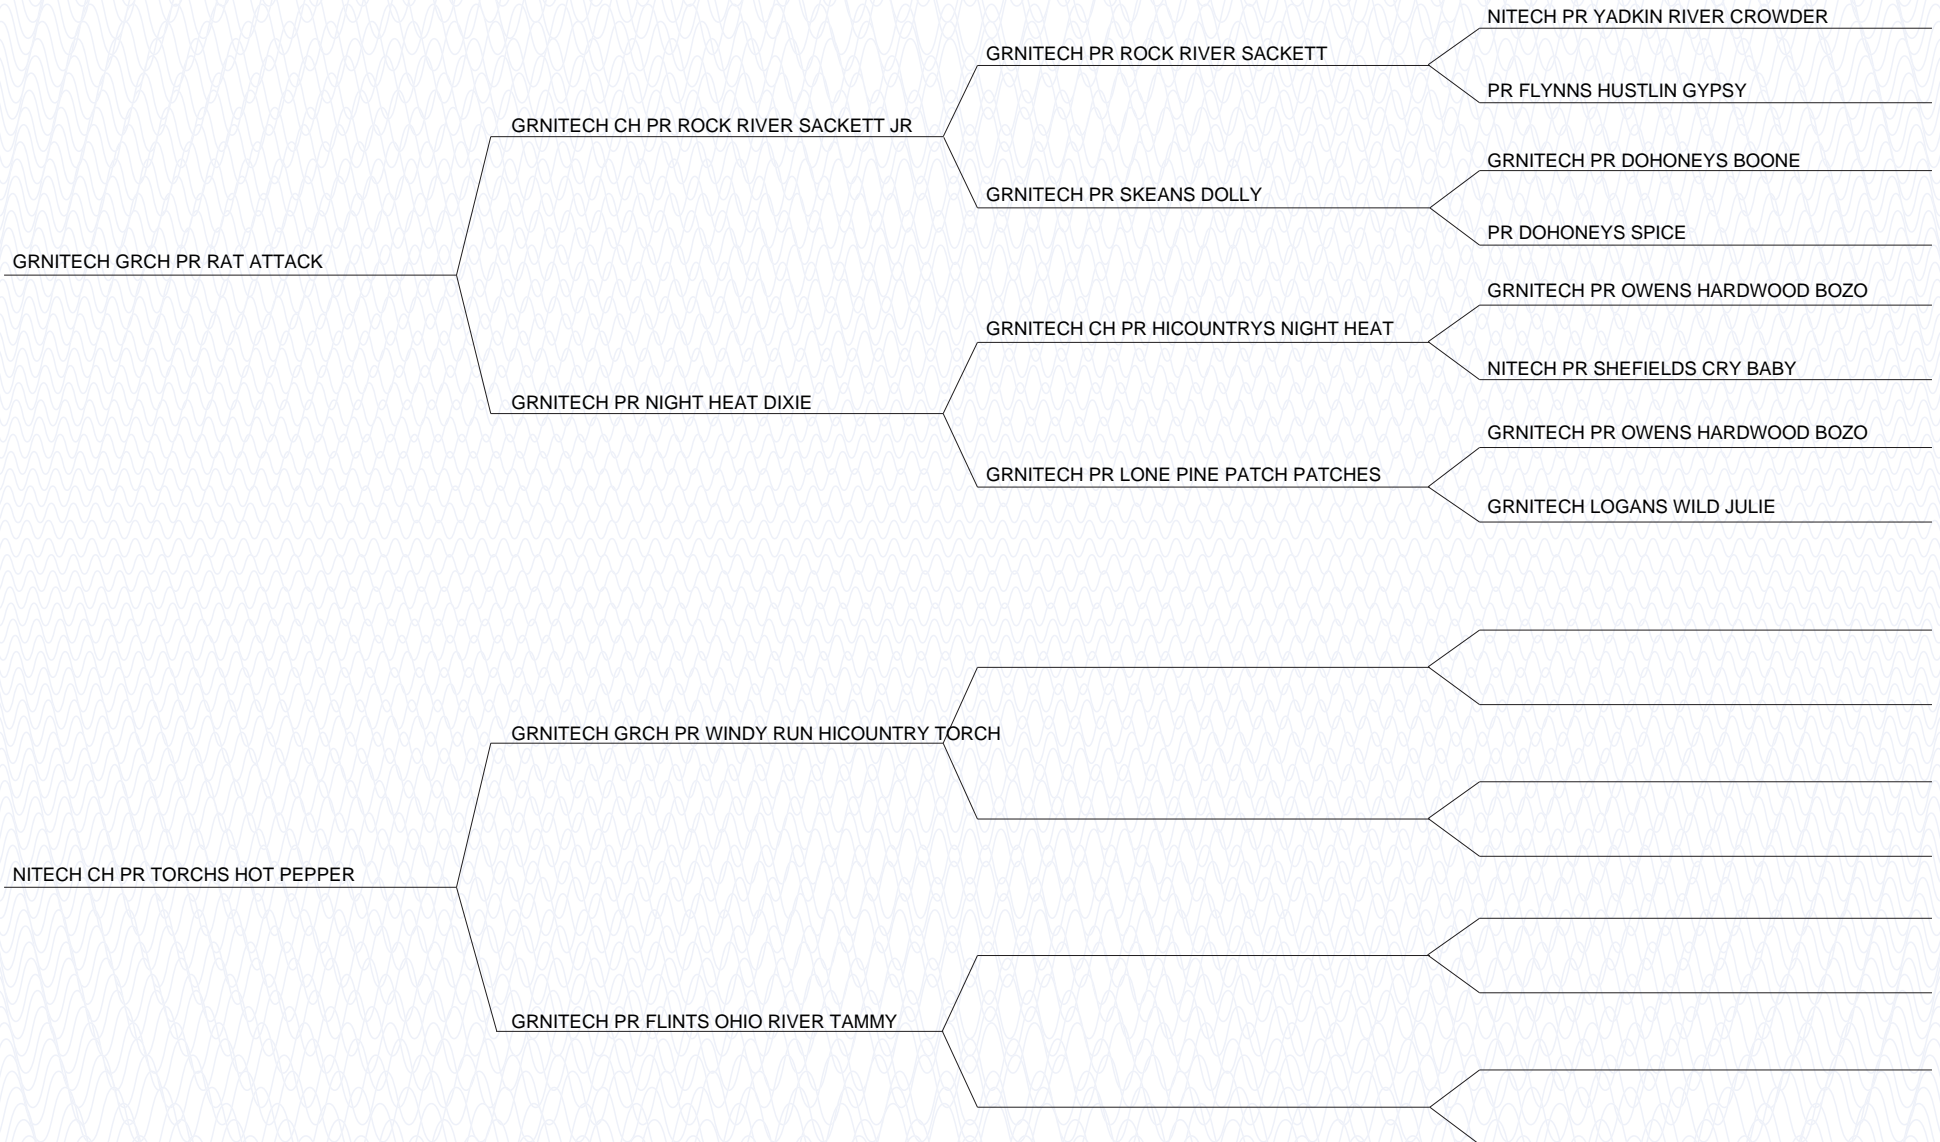 NITECH PR YADKIN RIVER CROWDER
GRNITECH PR ROCK RIVER SACKETT
PR FLYNNS HUSTLIN GYPSY
GRNITECH CH PR ROCK RIVER SACKETT JR
GRNITECH PR DOHONEYS BOONE
GRNITECH PR SKEANS DOLLY
PR DOHONEYS SPICE
GRNITECH GRCH PR RAT ATTACK
GRNITECH PR OWENS HARDWOOD BOZO
GRNITECH CH PR HICOUNTRYS NIGHT HEAT
NITECH PR SHEFIELDS CRY BABY
GRNITECH PR NIGHT HEAT DIXIE
GRNITECH PR OWENS HARDWOOD BOZO
GRNITECH PR LONE PINE PATCH PATCHES
GRNITECH LOGANS WILD JULIE
GRNITECH GRCH PR WINDY RUN HICOUNTRY TORCH
NITECH CH PR TORCHS HOT PEPPER
GRNITECH PR FLINTS OHIO RIVER TAMMY